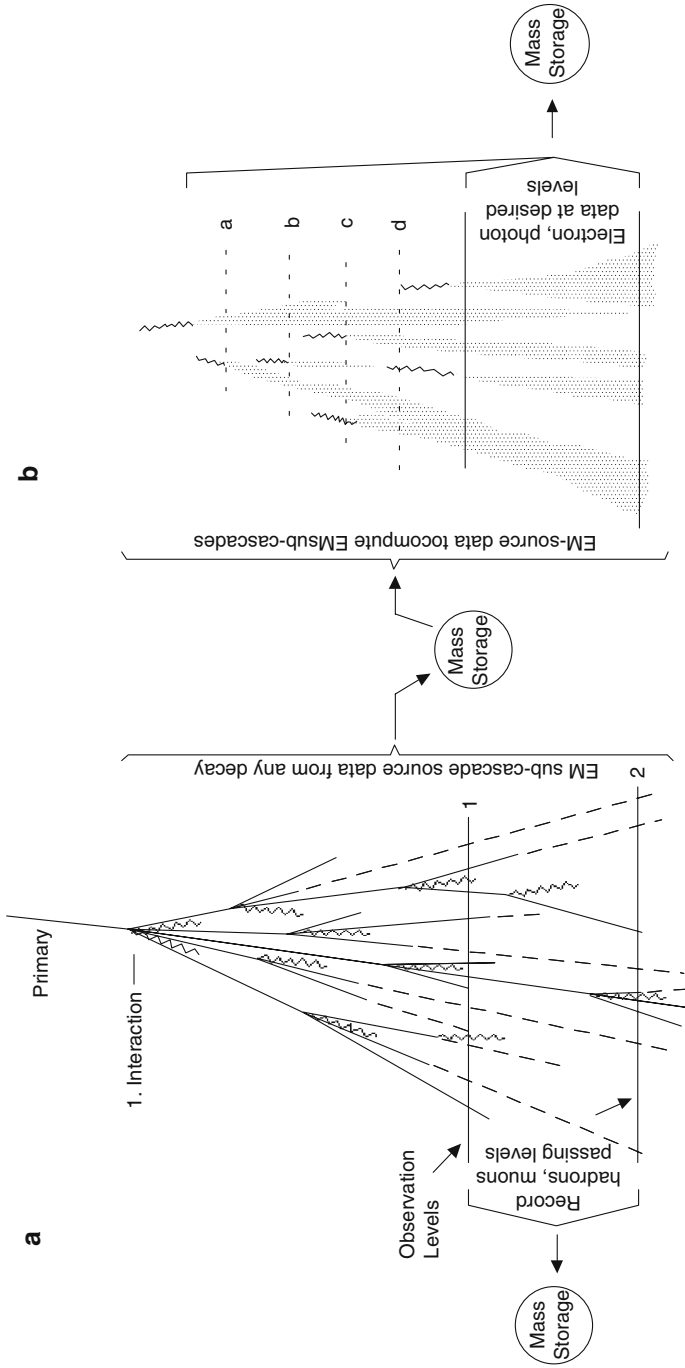 a
Primary
1. Interaction
Observation
Levels
1
2
Record
hadrons, muons
passing levels
Mass
Storage
EM sub-cascade source data from any decay
Mass
Storage
b
EM-source data tocompute EMsub-cascades
a
b
c
d
Electron, photon
data at desired
levels
Mass
Storage